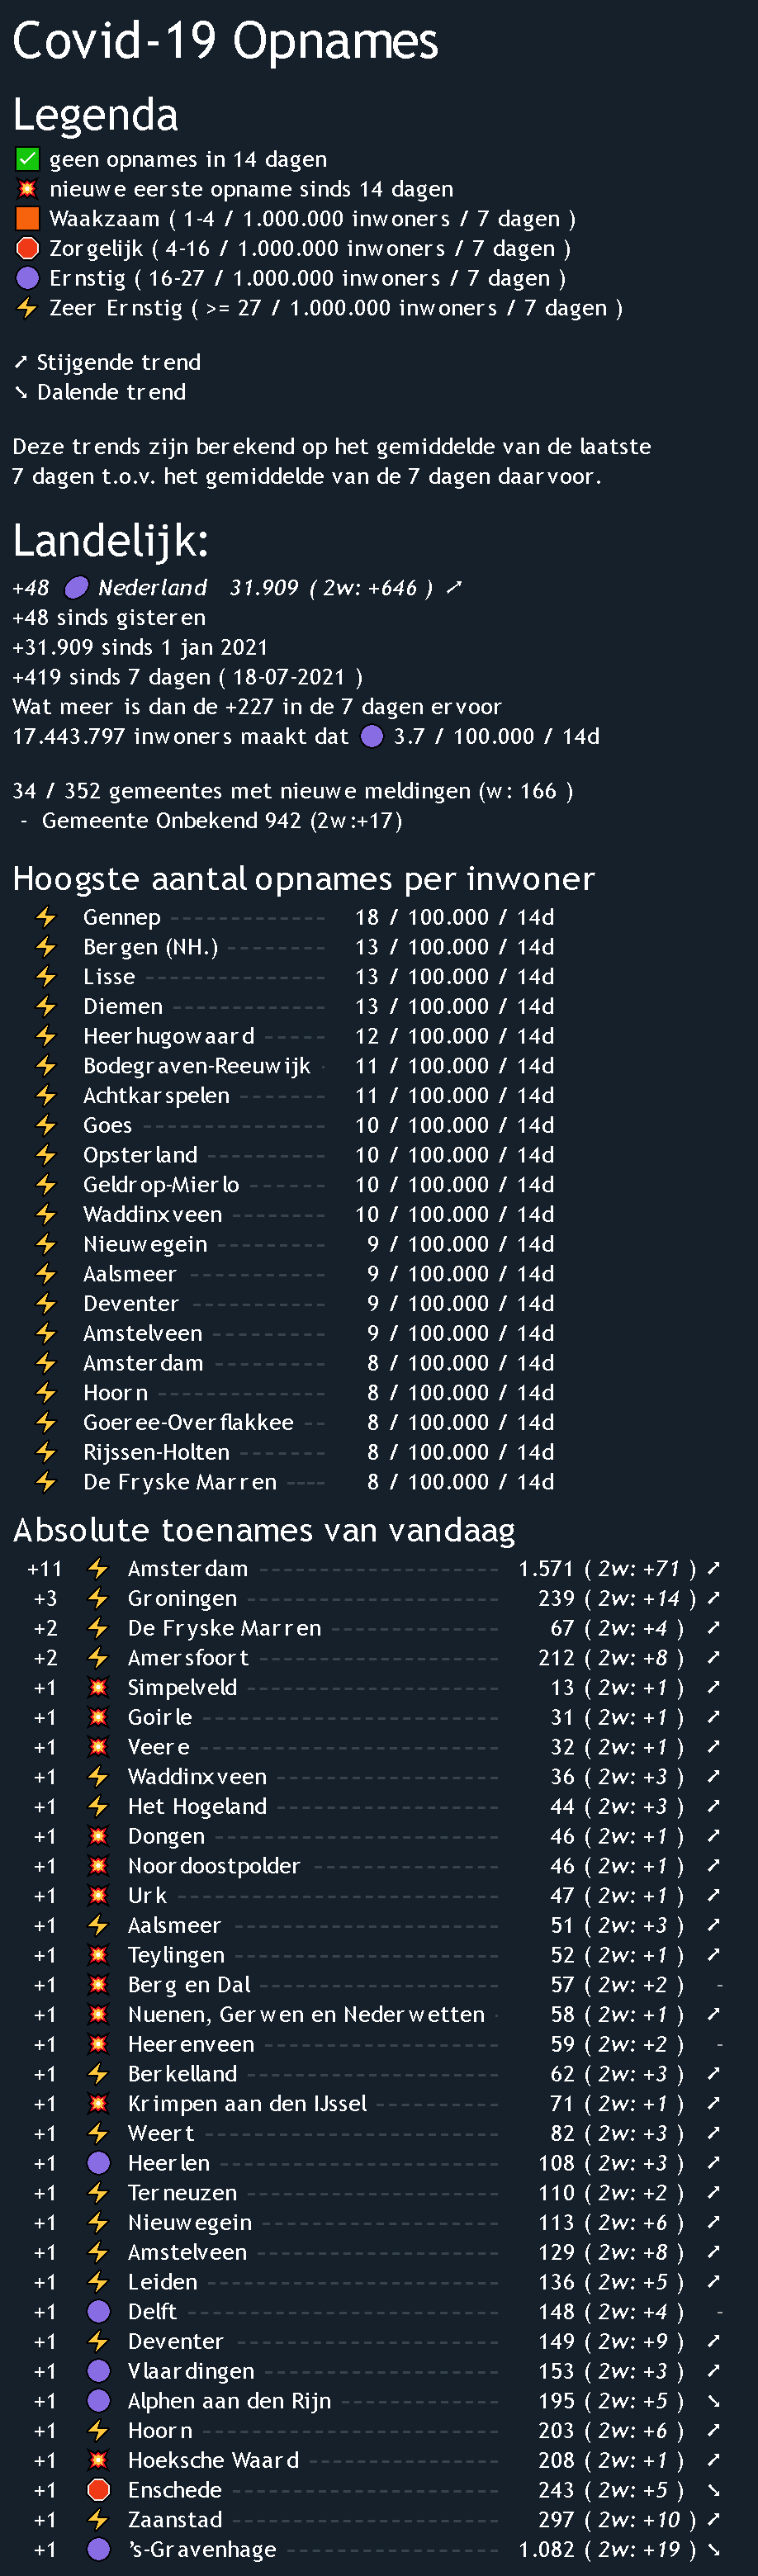 Covid-19 Opnames
Legenda
✅ geen opnames in 14 dagen
💥 nieuwe eerste opname sinds 14 dagen
🟧 Waakzaam ( 1-4 / 1.000.000 inwoners / 7 dagen )
🛑 Zorgelijk ( 4-16 / 1.000.000 inwoners / 7 dagen )
🟣 Ernstig ( 16-27 / 1.000.000 inwoners / 7 dagen )
⚡ Zeer Ernstig ( >= 27 / 1.000.000 inwoners / 7 dagen )
➚ Stijgende trend
➘ Dalende trend
Deze trends zijn berekend op het gemiddelde van de laatste
7 dagen t.o.v. het gemiddelde van de 7 dagen daarvoor.
Landelijk:
+48 🟣 Nederland 31.909 ( 2w: +646 ) ➚
+48 sinds gisteren
+31.909 sinds 1 jan 2021
+419 sinds 7 dagen ( 18-07-2021 )
Wat meer is dan de +227 in de 7 dagen ervoor
17.443.797 inwoners maakt dat 🟣 3.7 / 100.000 / 14d
34 / 352 gemeentes met nieuwe meldingen (w: 166 )
- Gemeente Onbekend 942 (2w:+17)
Hoogste aantal opnames per inwoner
⚡ Gennep 18 / 100.000 / 14d
⚡ Bergen (NH.) 13 / 100.000 / 14d
⚡ Lisse 13 / 100.000 / 14d
⚡ Diemen 13 / 100.000 / 14d
⚡ Heerhugowaard 12 / 100.000 / 14d
⚡ Bodegraven-Reeuwijk 11 / 100.000 / 14d
⚡ Achtkarspelen 11 / 100.000 / 14d
⚡ Goes 10 / 100.000 / 14d
⚡ Opsterland 10 / 100.000 / 14d
⚡ Geldrop-Mierlo 10 / 100.000 / 14d
⚡ Waddinxveen 10 / 100.000 / 14d
⚡ Nieuwegein 9 / 100.000 / 14d
⚡ Aalsmeer 9 / 100.000 / 14d
⚡ Deventer 9 / 100.000 / 14d
⚡ Amstelveen 9 / 100.000 / 14d
⚡ Amsterdam 8 / 100.000 / 14d
⚡ Hoorn 8 / 100.000 / 14d
⚡ Goeree-Overflakkee 8 / 100.000 / 14d
⚡ Rijssen-Holten 8 / 100.000 / 14d
⚡ De Fryske Marren 8 / 100.000 / 14d
Absolute toenames van vandaag
+11 ⚡ Amsterdam 1.571 ( 2w: +71 ) ➚
+3 ⚡ Groningen 239 ( 2w: +14 ) ➚
+2 ⚡ De Fryske Marren 67 ( 2w: +4 ) ➚
+2 ⚡ Amersfoort 212 ( 2w: +8 ) ➚
+1 💥 Simpelveld 13 ( 2w: +1 ) ➚
+1 💥 Goirle 31 ( 2w: +1 ) ➚
+1 💥 Veere 32 ( 2w: +1 ) ➚
+1 ⚡ Waddinxveen 36 ( 2w: +3 ) ➚
+1 ⚡ Het Hogeland 44 ( 2w: +3 ) ➚
+1 💥 Dongen 46 ( 2w: +1 ) ➚
+1 💥 Noordoostpolder 46 ( 2w: +1 ) ➚
+1 💥 Urk 47 ( 2w: +1 ) ➚
+1 ⚡ Aalsmeer 51 ( 2w: +3 ) ➚
+1 💥 Teylingen 52 ( 2w: +1 ) ➚
+1 💥 Berg en Dal 57 ( 2w: +2 ) -
+1 💥 Nuenen, Gerwen en Nederwetten 58 ( 2w: +1 ) ➚
+1 💥 Heerenveen 59 ( 2w: +2 ) -
+1 ⚡ Berkelland 62 ( 2w: +3 ) ➚
+1 💥 Krimpen aan den IJssel 71 ( 2w: +1 ) ➚
+1 ⚡ Weert 82 ( 2w: +3 ) ➚
+1 🟣 Heerlen 108 ( 2w: +3 ) ➚
+1 ⚡ Terneuzen 110 ( 2w: +2 ) ➚
+1 ⚡ Nieuwegein 113 ( 2w: +6 ) ➚
+1 ⚡ Amstelveen 129 ( 2w: +8 ) ➚
+1 ⚡ Leiden 136 ( 2w: +5 ) ➚
+1 🟣 Delft 148 ( 2w: +4 ) -
+1 ⚡ Deventer 149 ( 2w: +9 ) ➚
+1 🟣 Vlaardingen 153 ( 2w: +3 ) ➚
+1 🟣 Alphen aan den Rijn 195 ( 2w: +5 ) ➘
+1 ⚡ Hoorn 203 ( 2w: +6 ) ➚
+1 💥 Hoeksche Waard 208 ( 2w: +1 ) ➚
+1 🛑 Enschede 243 ( 2w: +5 ) ➘
+1 ⚡ Zaanstad 297 ( 2w: +10 ) ➚
+1 🟣 's-Gravenhage 1.082 ( 2w: +19 ) ➘